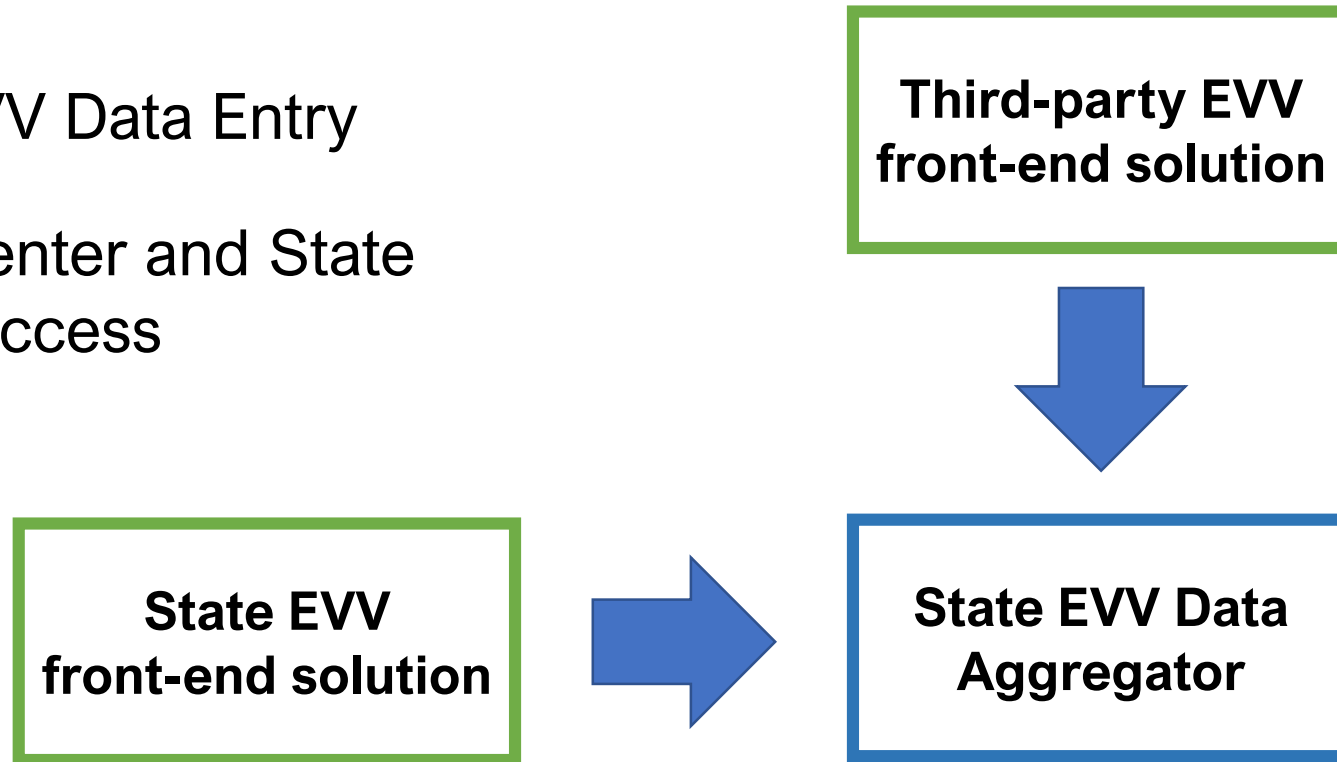 V Data Entry
enter and State
ccess
Third-party EVV
front-end solution
State EVV
front-end solution
State EVV Data
Aggregator